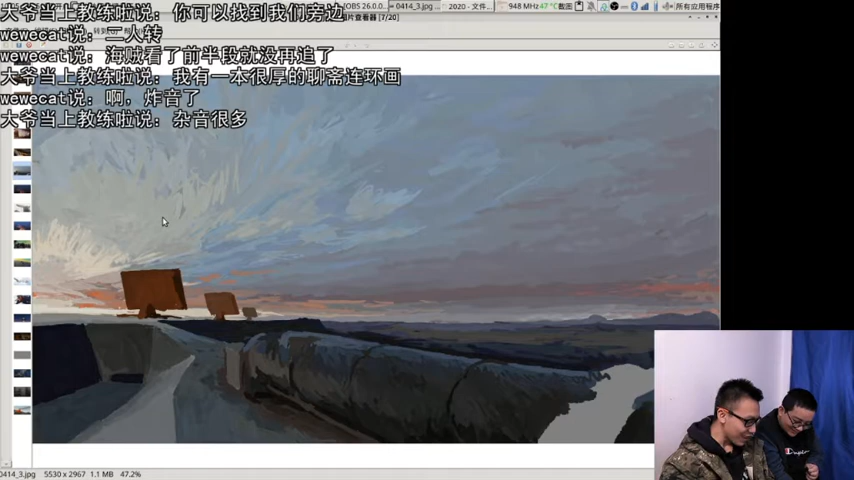 大爷当上教练啦说：你可以找到我们旁边
wewecat说：二人转
wewecat说：海贼看了前半段就没再追了
大爷当上教练啦说：我有一本很厚的聊斋连环画
wewecat说：啊，炸音了
大爷当上教练啦说：杂音很多
(OBS 26.0.0
0414_3.jpg
2020 - 文件...
948 MHz 47 °C
截图
所有应用程序
片查看器 [7/20]
0414_3.jpg 5530 x 2967 1.1 MB 47.2%